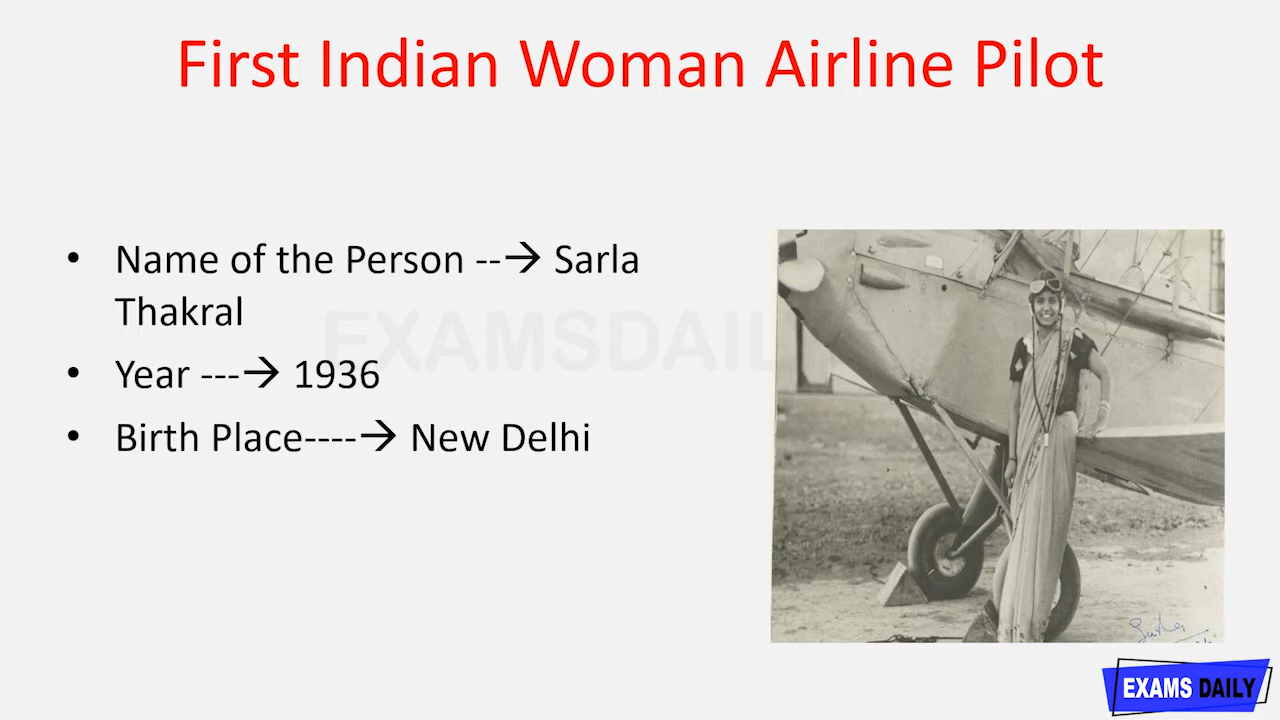 First Indian Woman Airline Pilot
• Name of the Person --→ Sarla
Thakral
• Year ---→ 1936
• Birth Place----→ New Delhi
EXAMSDAILY
EXAMS DAILY